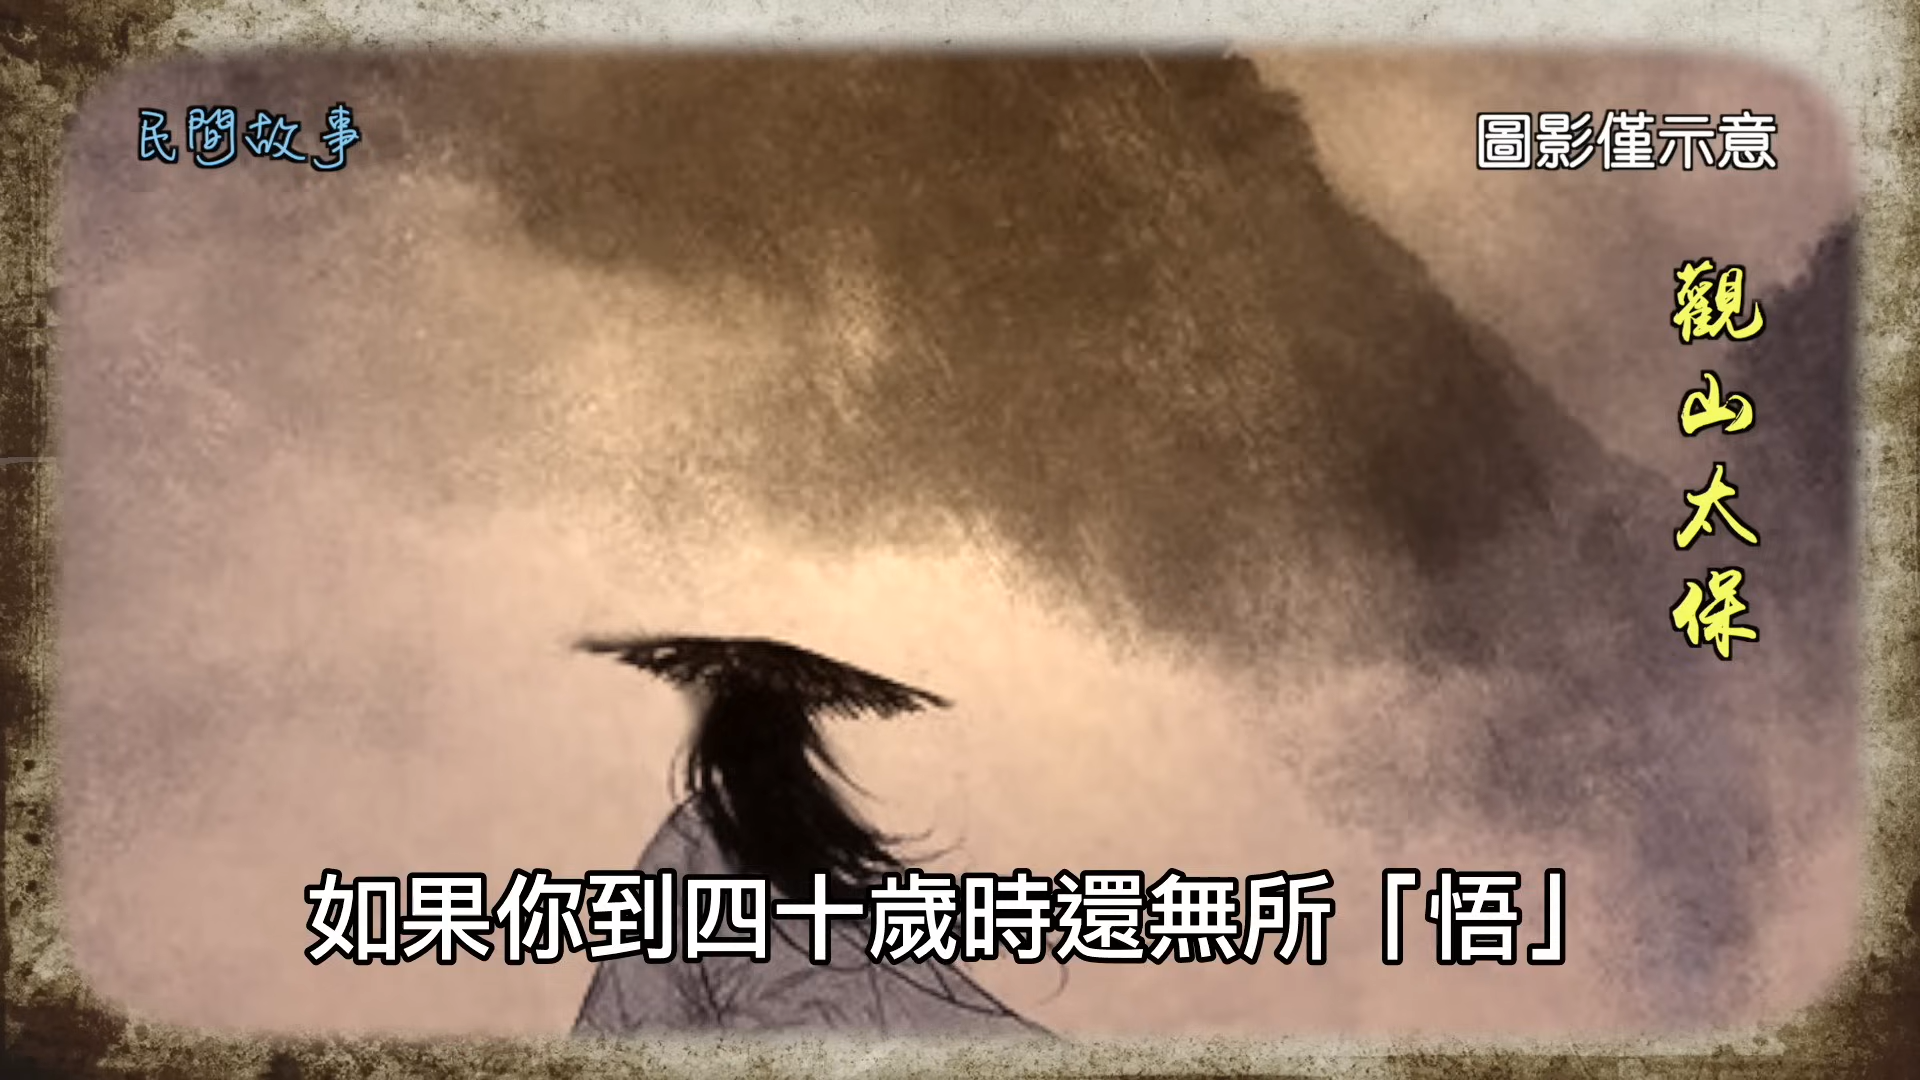 民間故事
圖影僅示意
觀山太保
如果你到四十歲時還無所「悟」